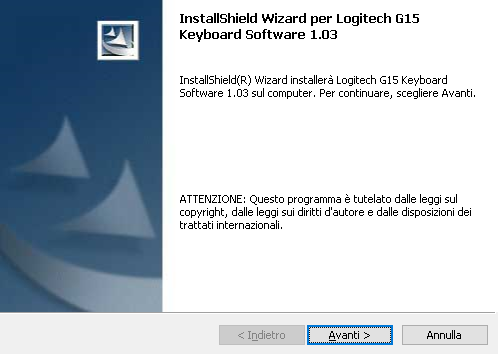 InstallShield Wizard per Logitech G15
Keyboard Software 1.03
InstallShield(R) Wizard installerà Logitech G15 Keyboard
Software 1.03 sul computer. Per continuare, scegliere Avanti.
ATTENZIONE: Questo programma è tutelato dalle leggi sul
copyright, dalle leggi sui diritti d'autore e dalle disposizioni dei
trattati internazionali.
< Indietro
Avanti >
Annulla